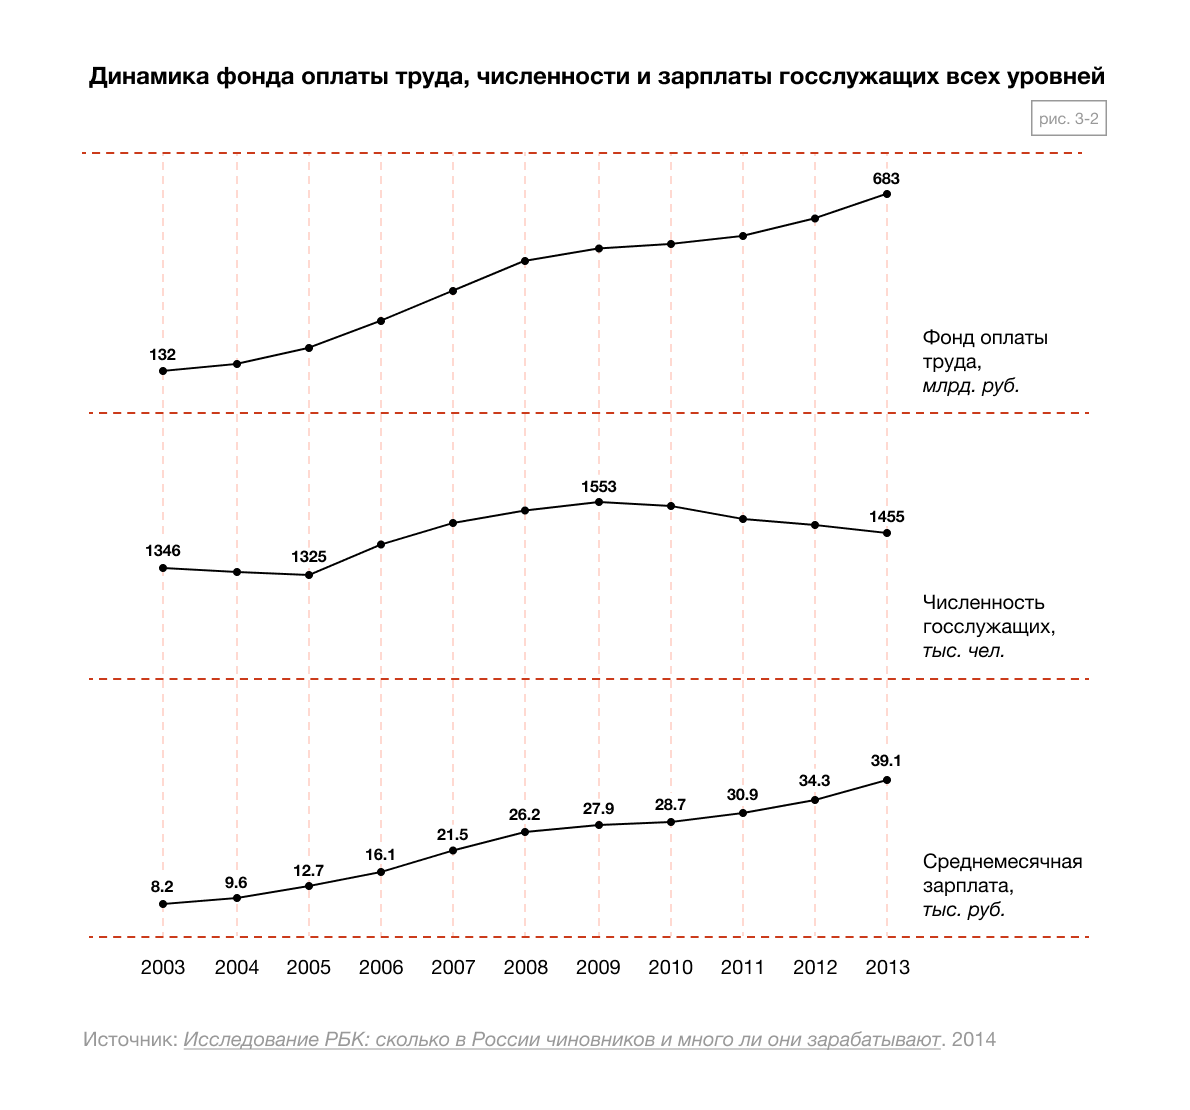 Динамика фонда оплаты труда, численности и зарплаты госслужащих всех уровней
рис. 3-2
683
132
Фонд оплаты
труда,
млрд. руб.
1553
1455
1346
1325
Численность
госслужащих,
тыс. чел.
39.1
34.3
30.9
28.7
27.9
26.2
21.5
16.1
12.7
9.6
8.2
Среднемесячная
зарплата,
тыс. руб.
2003 2004 2005 2006 2007 2008 2009 2010 2011 2012 2013
Источник: Исследование РБК: сколько в России чиновников и много ли они зарабатывают. 2014